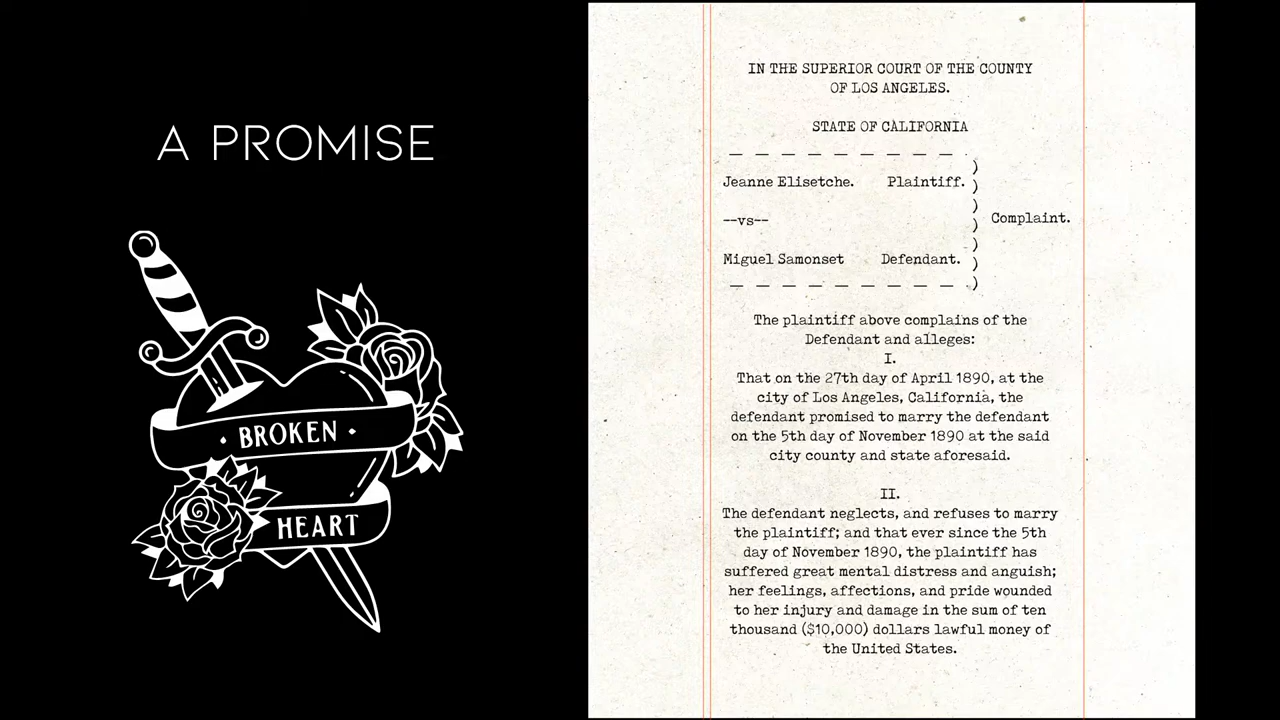 A PROMISE
· BROKEN ·
HEART
IN THE SUPERIOR COURT OF THE COUNTY
OF LOS ANGELES.
STATE OF CALIFORNIA
— — — — — — — — — .
Jeanne Elisetche. Plaintiff. )
--vs-- )
Complaint.
Miguel Samonset Defendant. )
— — — — — — — — — . )
The plaintiff above complains of the
Defendant and alleges:
I.
That on the 27th day of April 1890, at the
city of Los Angeles, California, the
defendant promised to marry the defendant
on the 5th day of November 1890 at the said
city county and state aforesaid.
II.
The defendant neglects, and refuses to marry
the plaintiff; and that ever since the 5th
day of November 1890, the plaintiff has
suffered great mental distress and anguish;
her feelings, affections, and pride wounded
to her injury and damage in the sum of ten
thousand ($10,000) dollars lawful money of
the United States.